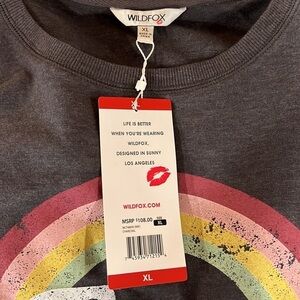 WILDFOX
XL
LIFE IS BETTER
WHEN YOU'RE WEARING
WILDFOX.
DESIGNED IN SUNNY
LOS ANGELES
WILDFOX.COM
MSRP $108.00 XL
XL